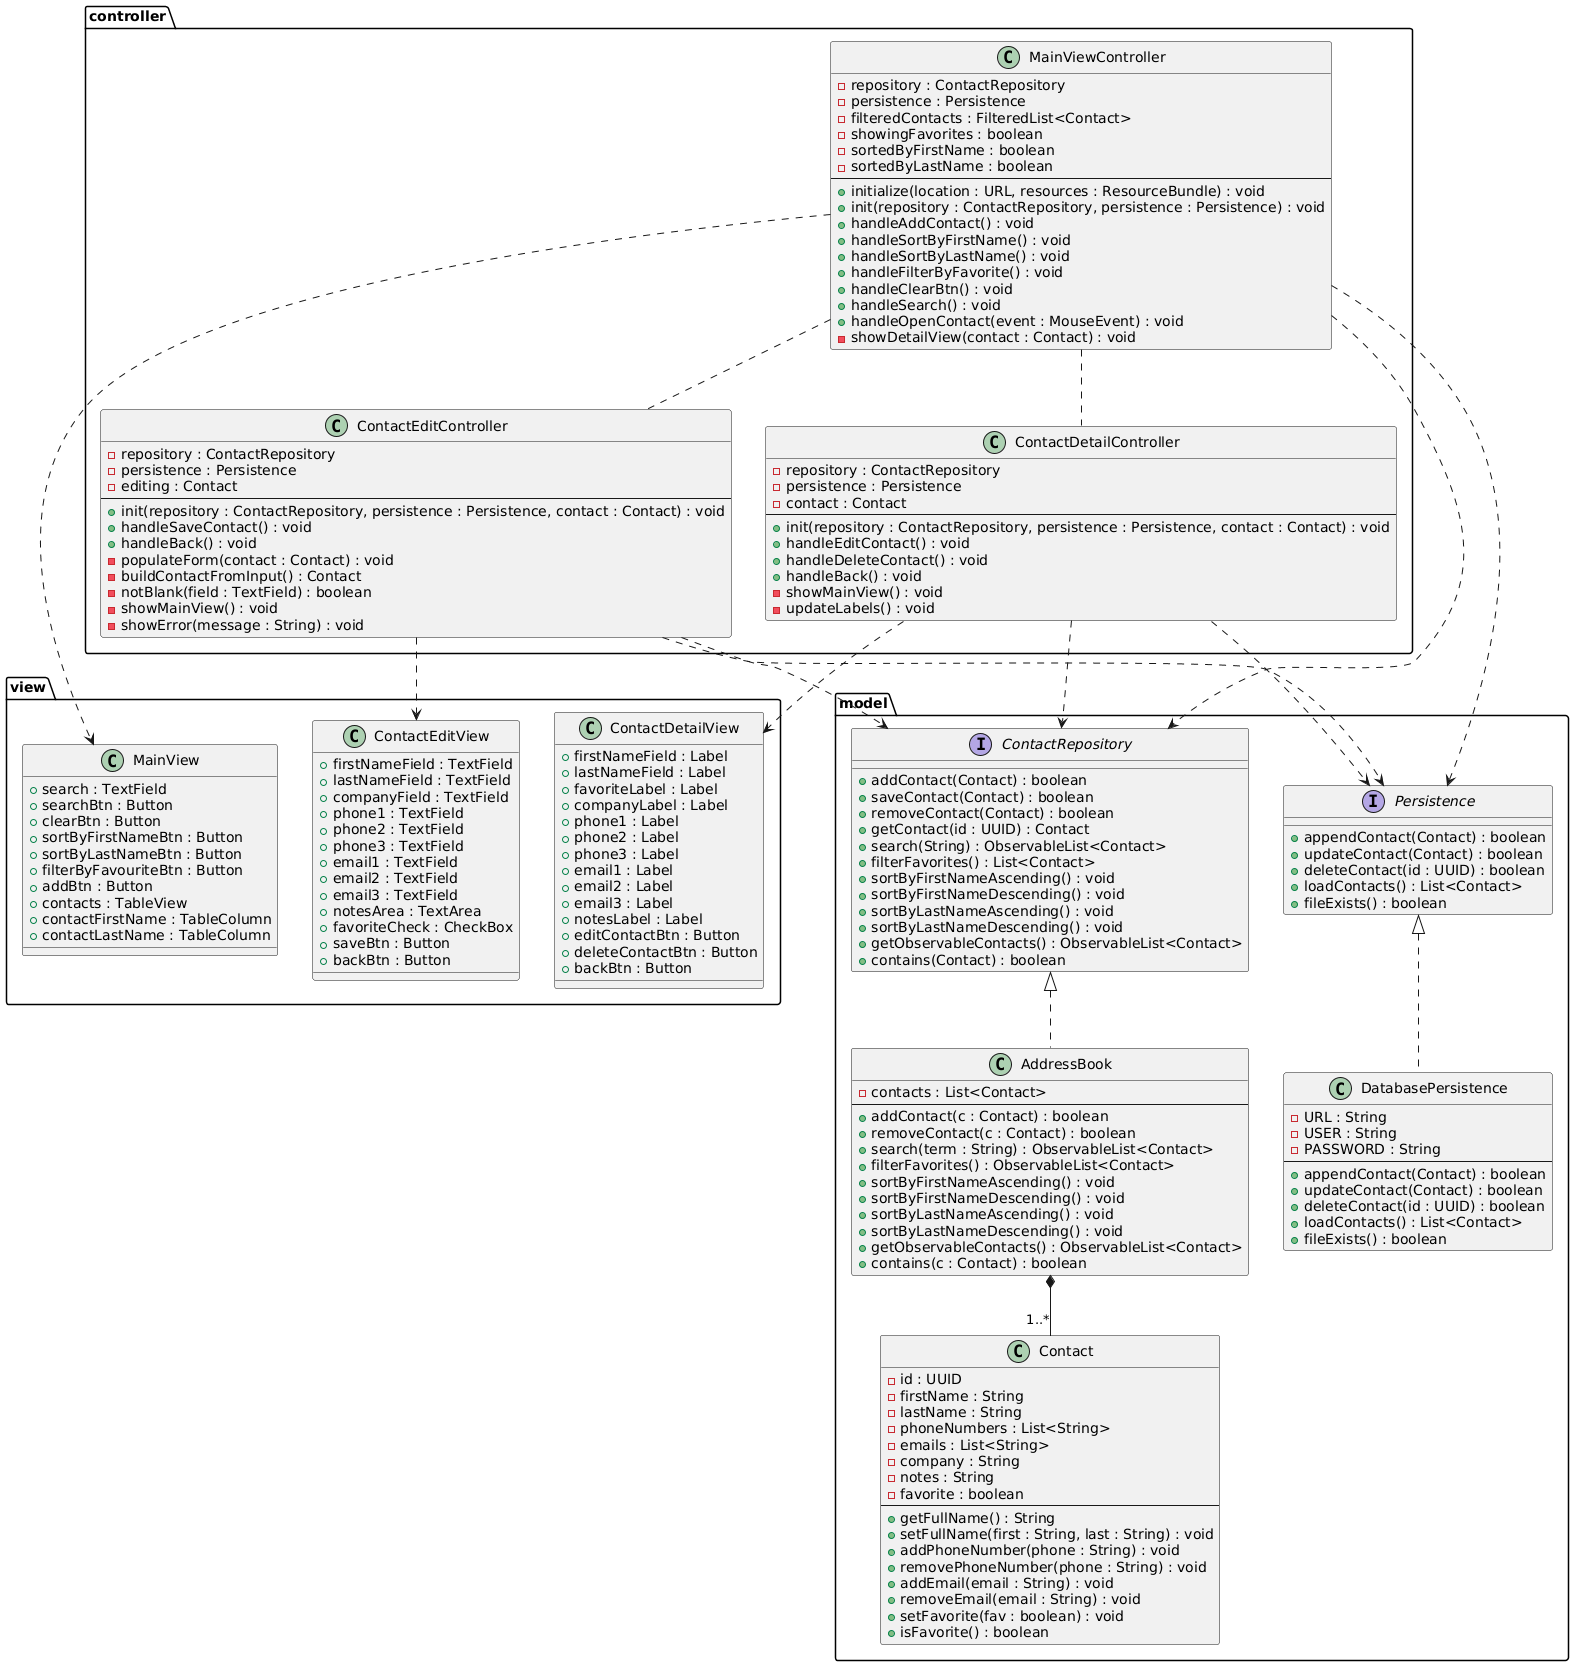 controller
C MainViewController
repository : ContactRepository
persistence : Persistence
filteredContacts : FilteredList<Contact>
showingFavorites : boolean
sortedByFirstName : boolean
sortedByLastName : boolean
initialize(location : URL, resources : ResourceBundle) : void
init(repository : ContactRepository, persistence : Persistence) : void
handleAddContact() : void
handleSortByFirstName() : void
handleSortByLastName() : void
handleFilterByFavorite() : void
handleClearBtn() : void
handleSearch() : void
handleOpenContact(event : MouseEvent) : void
showDetailView(contact : Contact) : void
C ContactEditController
repository : ContactRepository
persistence : Persistence
editing : Contact
init(repository : ContactRepository, persistence : Persistence, contact : Contact) : void
handleSaveContact() : void
handleBack() : void
populateForm(contact : Contact) : void
buildContactFromInput() : Contact
notBlank(field : TextField) : boolean
showMainView() : void
showError(message : String) : void
C ContactDetailController
repository : ContactRepository
persistence : Persistence
contact : Contact
init(repository : ContactRepository, persistence : Persistence, contact : Contact) : void
handleEditContact() : void
handleDeleteContact() : void
handleBack() : void
showMainView() : void
updateLabels() : void
view
C MainView
search : TextField
searchBtn : Button
clearBtn : Button
sortByFirstNameBtn : Button
sortByLastNameBtn : Button
filterByFavouriteBtn : Button
addBtn : Button
contacts : TableView
contactFirstName : TableColumn
contactLastName : TableColumn
C ContactEditView
firstNameField : TextField
lastNameField : TextField
companyField : TextField
phone1 : TextField
phone2 : TextField
phone3 : TextField
email1 : TextField
email2 : TextField
email3 : TextField
notesArea : TextArea
favoriteCheck : CheckBox
saveBtn : Button
backBtn : Button
C ContactDetailView
firstNameField : Label
lastNameField : Label
favoriteLabel : Label
companyLabel : Label
phone1 : Label
phone2 : Label
phone3 : Label
email1 : Label
email2 : Label
email3 : Label
notesLabel : Label
editContactBtn : Button
deleteContactBtn : Button
backBtn : Button
model
I ContactRepository
addContact(Contact) : boolean
saveContact(Contact) : boolean
removeContact(Contact) : boolean
getContact(id : UUID) : Contact
search(String) : ObservableList<Contact>
filterFavorites() : List<Contact>
sortByFirstNameAscending() : void
sortByFirstNameDescending() : void
sortByLastNameAscending() : void
sortByLastNameDescending() : void
getObservableContacts() : ObservableList<Contact>
contains(Contact) : boolean
I Persistence
appendContact(Contact) : boolean
updateContact(Contact) : boolean
deleteContact(id : UUID) : boolean
loadContacts() : List<Contact>
fileExists() : boolean
C AddressBook
contacts : List<Contact>
addContact(c : Contact) : boolean
removeContact(c : Contact) : boolean
search(term : String) : ObservableList<Contact>
filterFavorites() : ObservableList<Contact>
sortByFirstNameAscending() : void
sortByFirstNameDescending() : void
sortByLastNameAscending() : void
sortByLastNameDescending() : void
getObservableContacts() : ObservableList<Contact>
contains(c : Contact) : boolean
C DatabasePersistence
URL : String
USER : String
PASSWORD : String
appendContact(Contact) : boolean
updateContact(Contact) : boolean
deleteContact(id : UUID) : boolean
loadContacts() : List<Contact>
fileExists() : boolean
1..*
C Contact
id : UUID
firstName : String
lastName : String
phoneNumbers : List<String>
emails : List<String>
company : String
notes : String
favorite : boolean
getFullName() : String
setFullName(first : String, last : String) : void
addPhoneNumber(phone : String) : void
removePhoneNumber(phone : String) : void
addEmail(email : String) : void
removeEmail(email : String) : void
setFavorite(fav : boolean) : void
isFavorite() : boolean